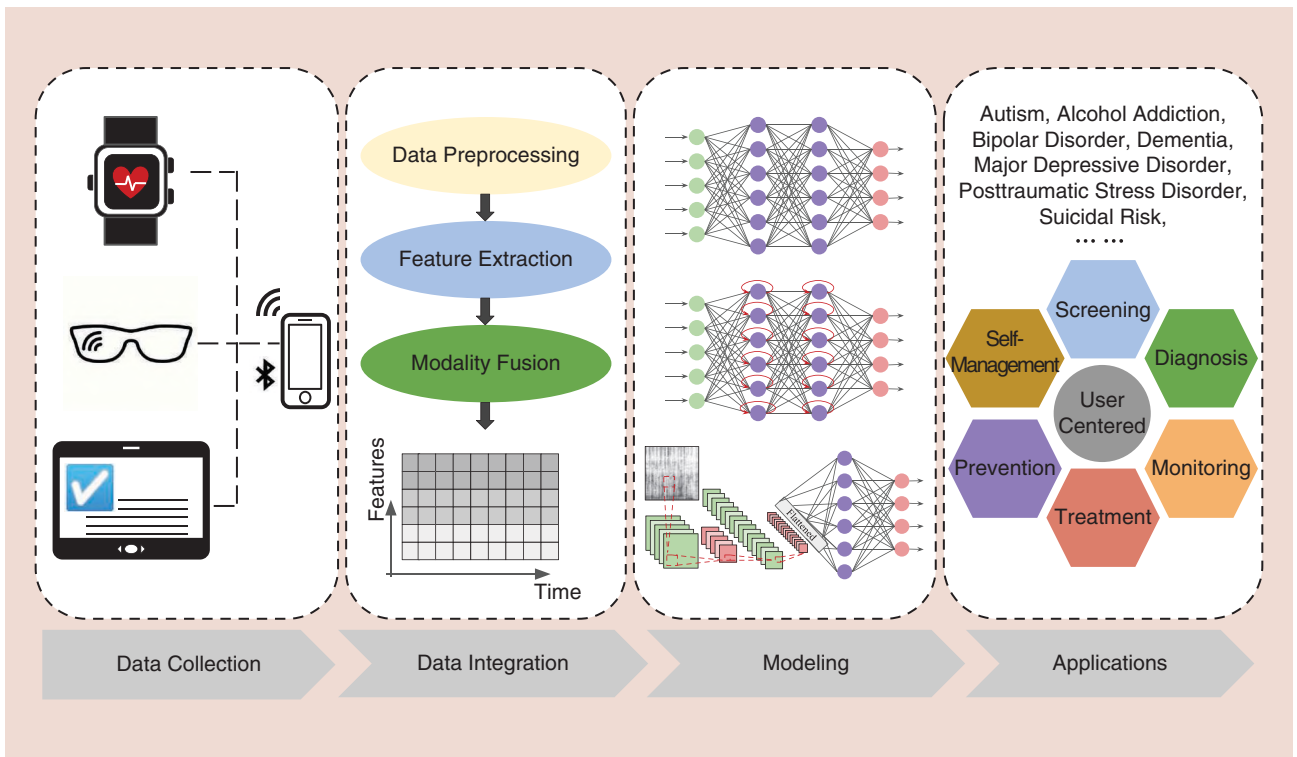 Data Preprocessing
Feature Extraction
Modality Fusion
Features
Time
Flattened
Autism, Alcohol Addiction,
Bipolar Disorder, Dementia,
Major Depressive Disorder,
Posttraumatic Stress Disorder,
Suicidal Risk,
... ...
Screening
Self-
Management
Diagnosis
User
Centered
Prevention
Monitoring
Treatment
Data Collection
Data Integration
Modeling
Applications